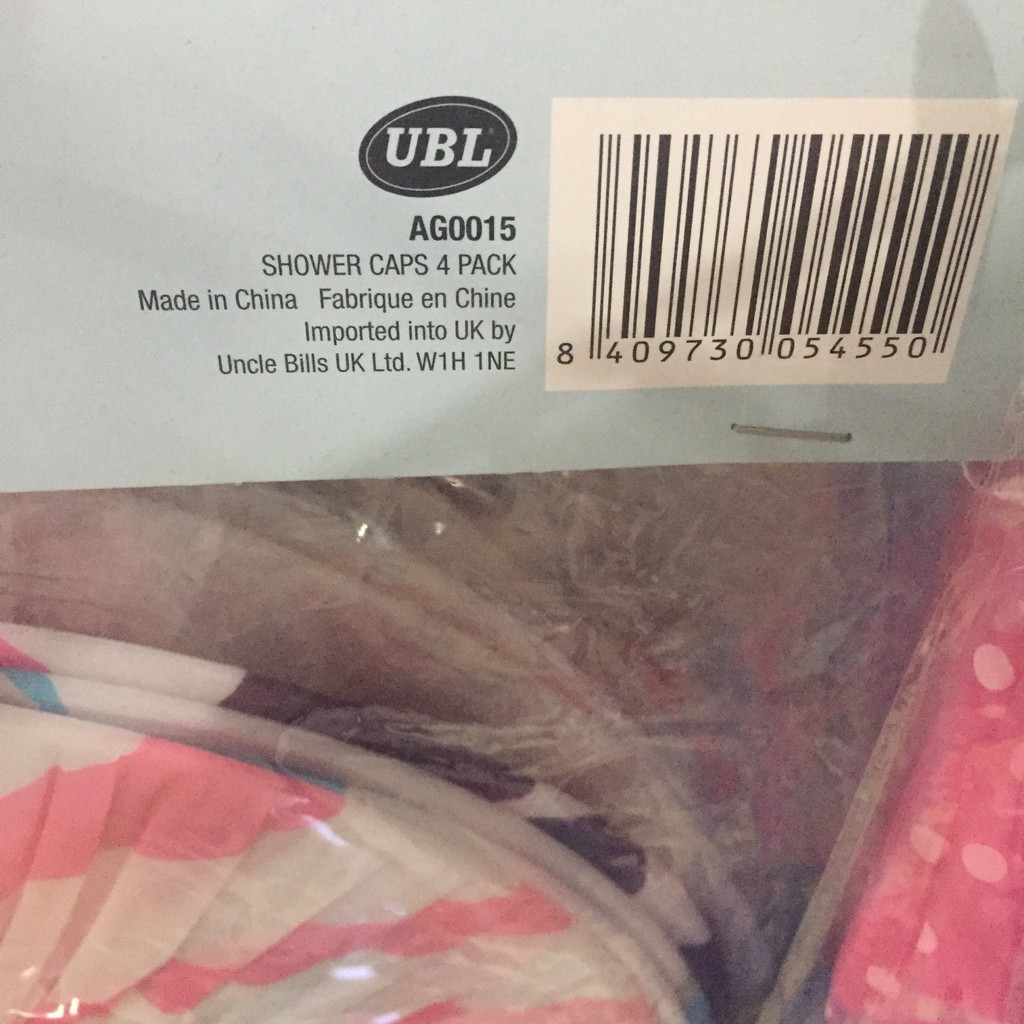 UBL
AG0015
SHOWER CAPS 4 PACK
Made in China Fabrique en Chine
Imported into UK by
Uncle Bills UK Ltd. W1H 1NE
8 409730 054550